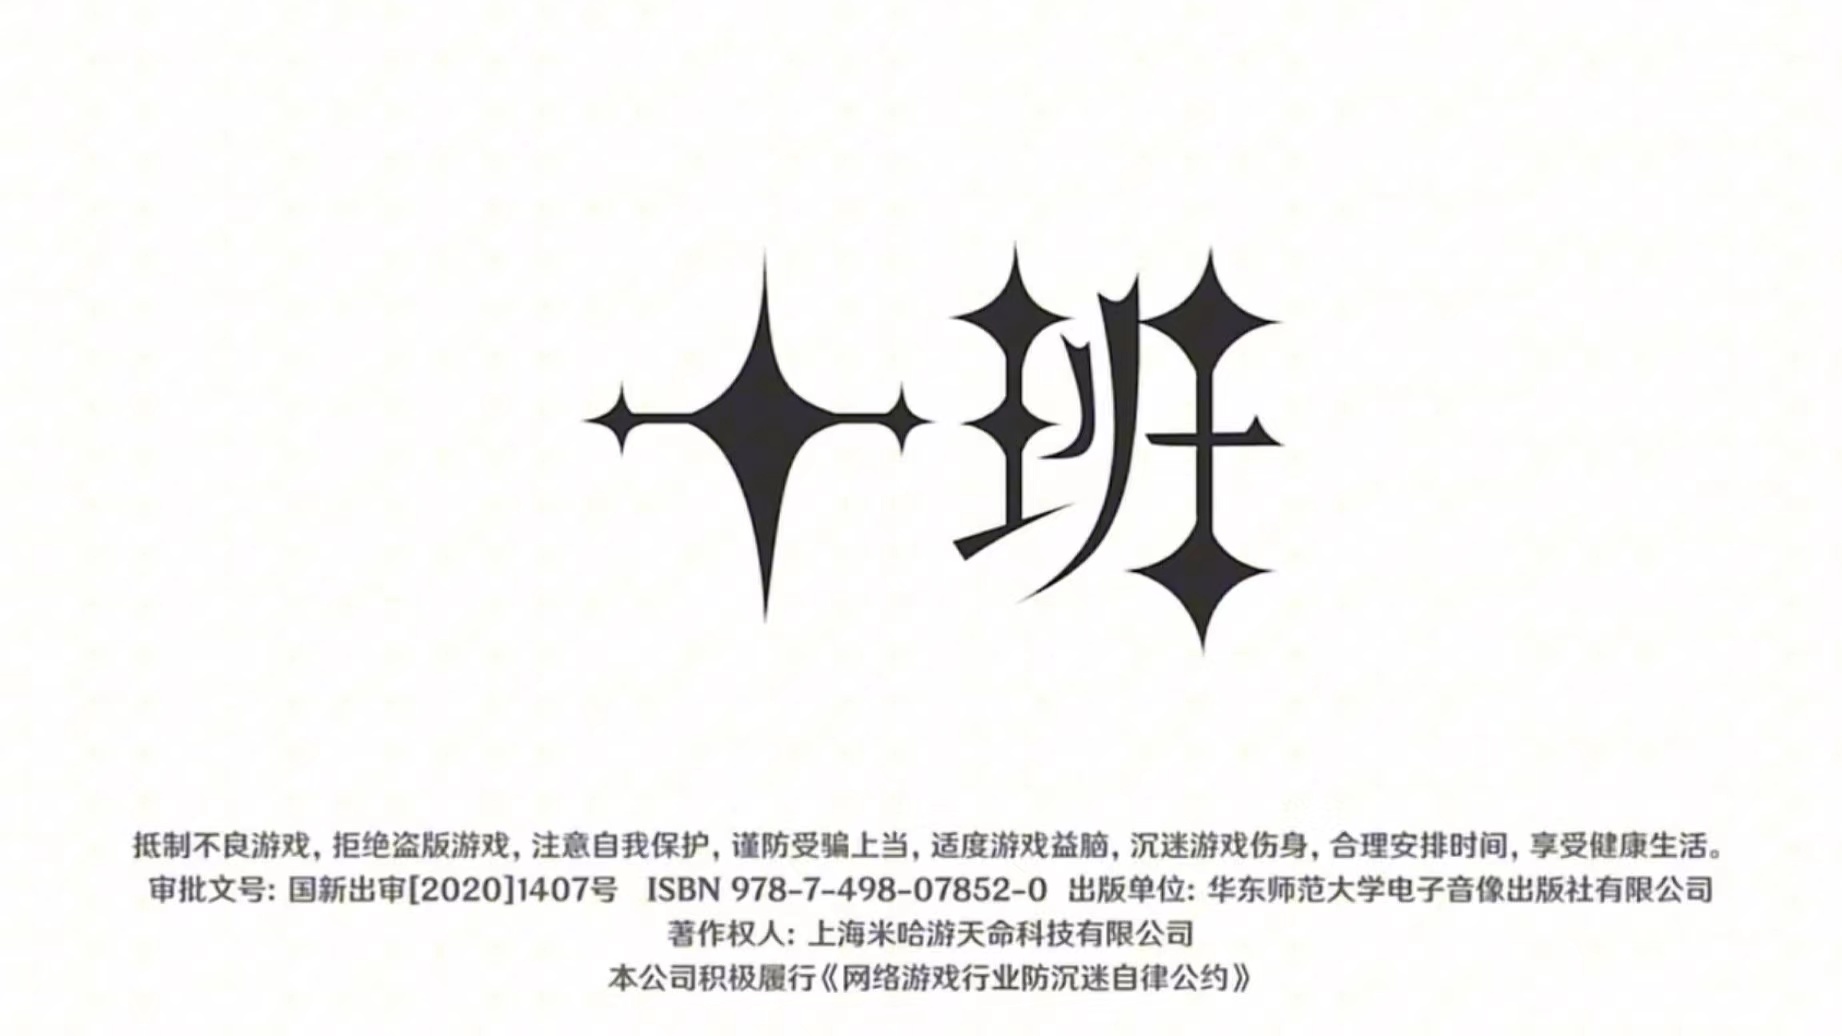 十班
抵制不良游戏，拒绝盗版游戏，注意自我保护，谨防受骗上当，适度游戏益脑，沉迷游戏伤身，合理安排时间，享受健康生活。
审批文号：国新出审[2020]1407号 ISBN 978-7-498-07852-0 出版单位：华东师范大学电子音像出版社有限公司
著作权人：上海米哈游天命科技有限公司
本公司积极履行《网络游戏行业防沉迷自律公约》